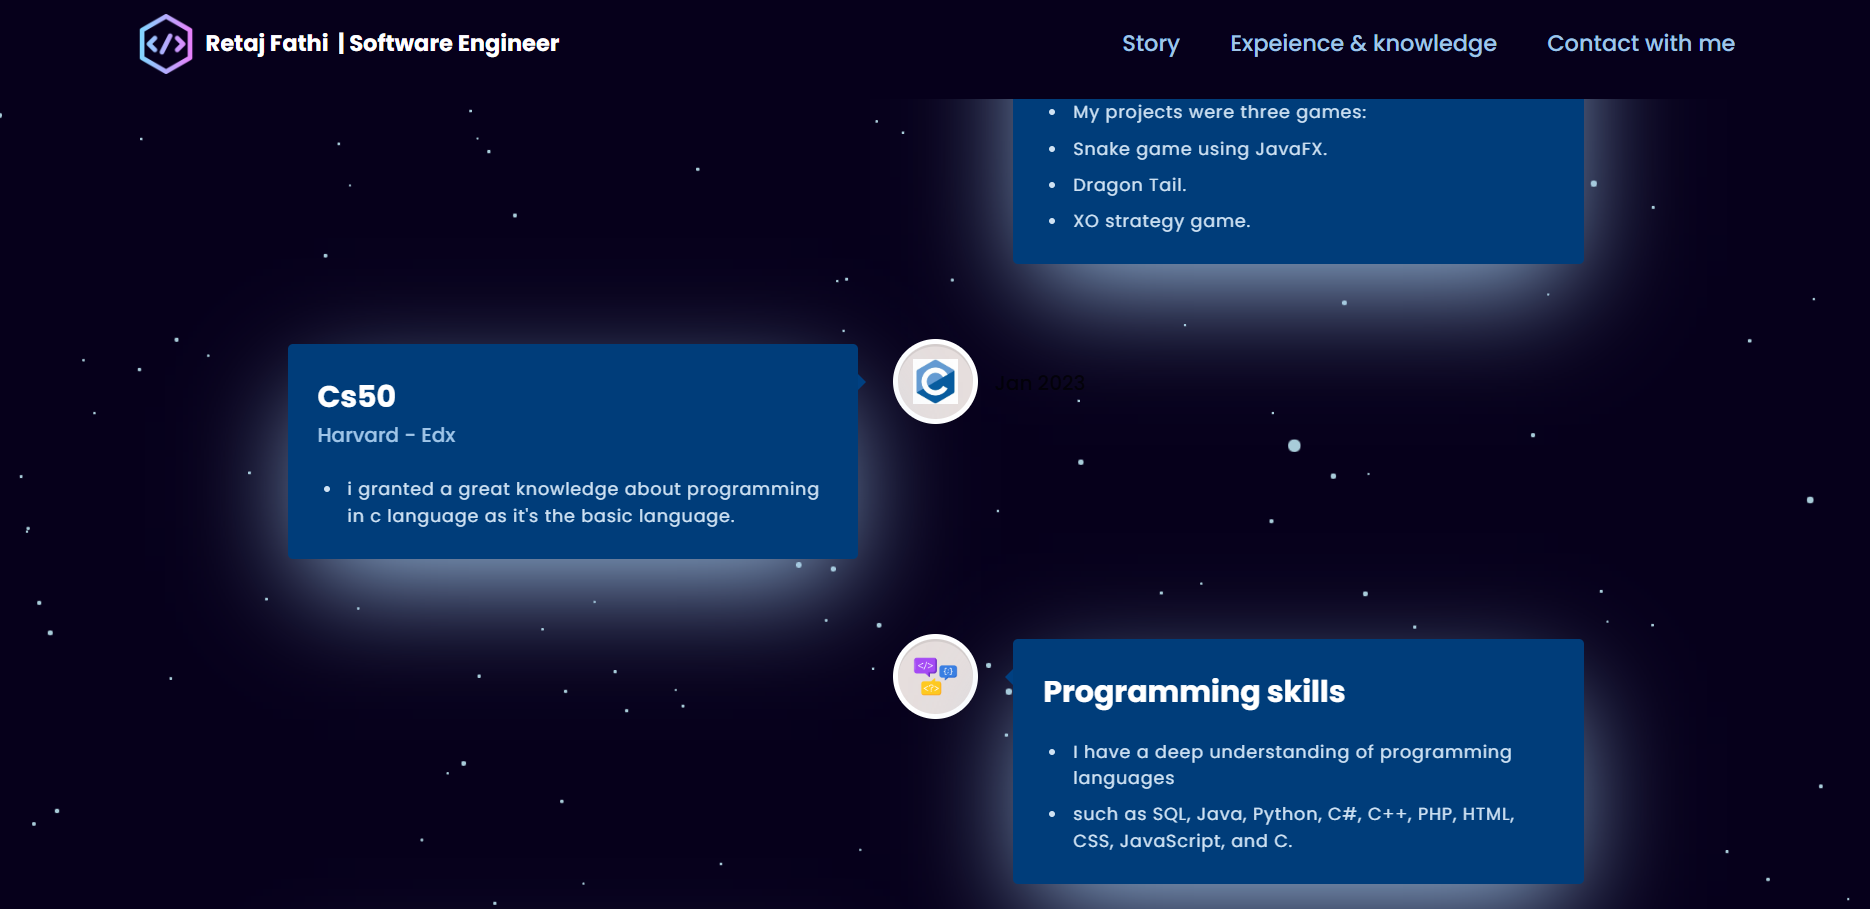 Retaj Fathi | Software Engineer
Story
Expeience & knowledge
Contact with me
My projects were three games:
Snake game using JavaFX.
Dragon Tail.
XO strategy game.
Cs50
Harvard - Edx
i granted a great knowledge about programming
in c language as it's the basic language.
Jan 2023
Programming skills
I have a deep understanding of programming
languages
such as SQL, Java, Python, C#, C++, PHP, HTML,
CSS, JavaScript, and C.